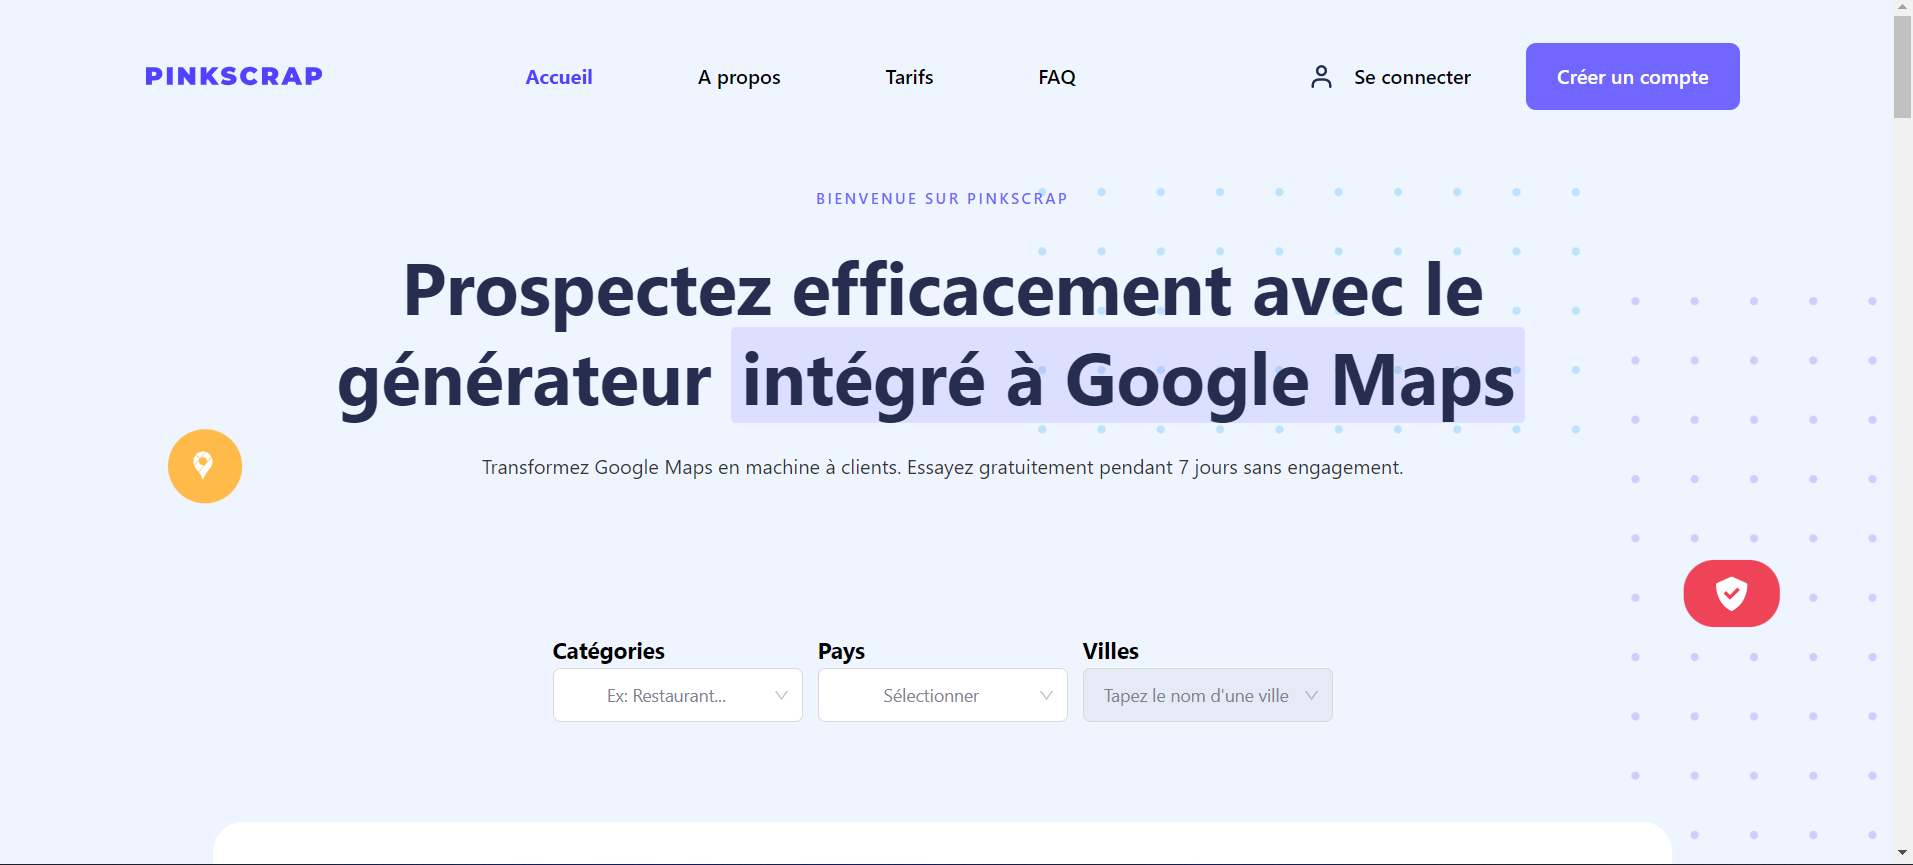 PINKSCRAP
Accueil
A propos
Tarifs
FAQ
Se connecter
Créer un compte
BIENVENUE SUR PINKSCRAP
Prospectez efficacement avec le
générateur intégré à Google Maps
Transformez Google Maps en machine à clients. Essayez gratuitement pendant 7 jours sans engagement.
Catégories
Pays
Villes
Ex: Restaurant...
Sélectionner
Tapez le nom d'une ville